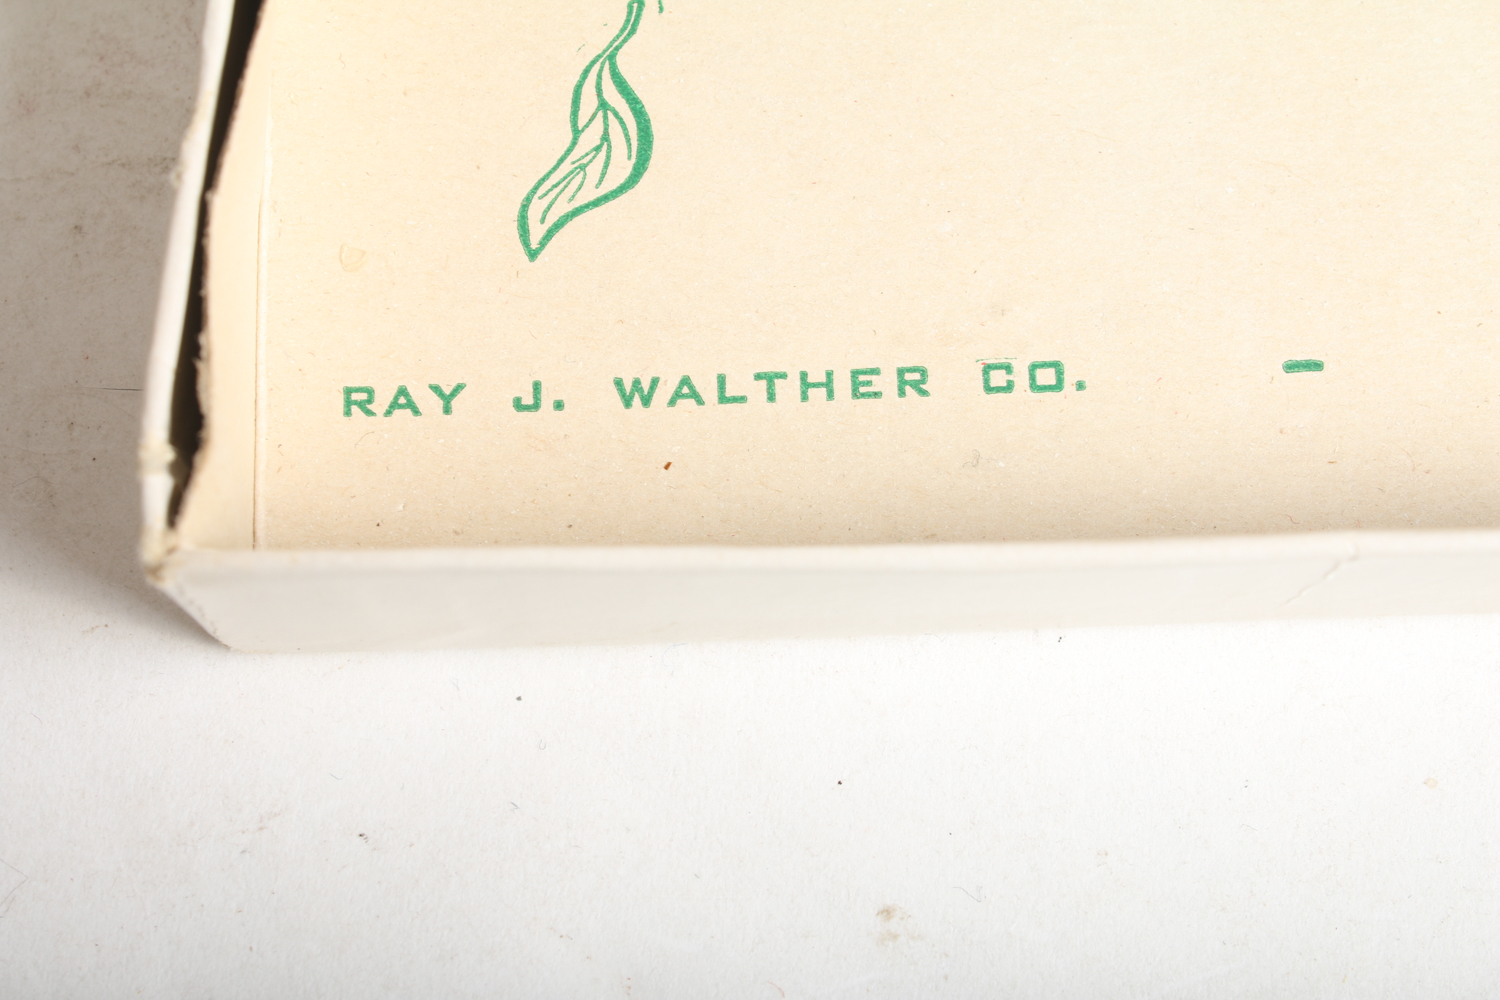 RAY J. WALTHER CO. -